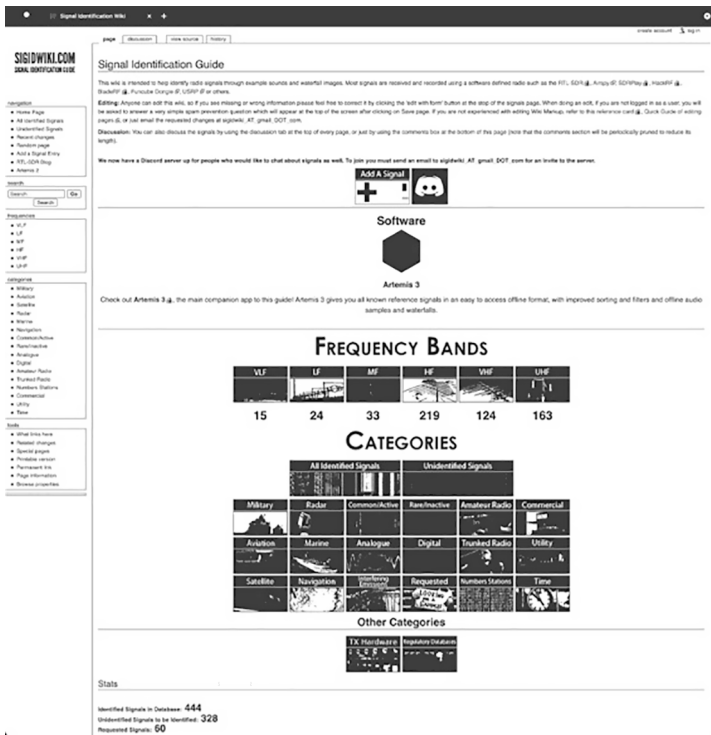 Signal Identification Wiki
create account
log in
page
discussion
view source
history
SIGIDWIKI.COM
SIGNAL IDENTIFICATION GUIDE
Signal Identification Guide
This wiki is intended to help identify radio signals through example sounds and waterfall images. Most signals are received and recorded using a software defined radio such as the RTL-SDR, Airspy, SDRPlay, HackRF,
BladeRF, Funcube Dongle, USRP or others.
Editing: Anyone can edit this wiki, so if you see missing or wrong information please feel free to correct it by clicking the 'edit with form' button at the stop of the signals page. When doing an edit, if you are not logged in as a user, you will
be asked to answer a very simple spam prevention question which will appear at the top of the screen after clicking on Save page. If you are not experienced with editing Wiki Markup, refer to this reference card, Quick Guide of editing
pages, or just email the requested changes at sigidwiki_AT_gmail_DOT_com.
Discussion: You can also discuss the signals by using the discussion tab at the top of every page, or just by using the comments box at the bottom of this page (note that the comments section will be periodically pruned to reduce its
length).
We now have a Discord server up for people who would like to chat about signals as well. To join you must send an email to sigidwiki_AT_gmail_DOT_com for an invite to the server.
Add A Signal
Software
Artemis 3
Check out Artemis 3, the main companion app to this guide! Artemis 3 gives you all known reference signals in an easy to access offline format, with improved sorting and filters and offline audio
samples and waterfalls.
FREQUENCY BANDS
VLF LF MF HF VHF UHF
15 24 33 219 124 163
CATEGORIES
All Identified Signals Unidentified Signals
Military Radar Common/Active Rare/Inactive Amateur Radio Commercial
Aviation Marine Analogue Digital Trunked Radio Utility
Satellite Navigation Interfering Emissions Requested Numbers Stations Time
Other Categories
TX Hardware Regulatory Databases
Stats
Identified Signals in Database: 444
Unidentified Signals to be Identified: 328
Requested Signals: 60
navigation
Home Page
All Identified Signals
Unidentified Signals
Recent changes
Random page
Add a Signal Entry
RTL-SDR Blog
Artemis 3
search
Search
Go
Search
frequencies
VLF
LF
MF
HF
VHF
UHF
categories
Military
Aviation
Satellite
Radar
Marine
Navigation
Common/Active
Rare/Inactive
Analogue
Digital
Amateur Radio
Trunked Radio
Numbers Stations
Commercial
Utility
Time
tools
What links here
Related changes
Special pages
Printable version
Permanent link
Page information
Browse properties